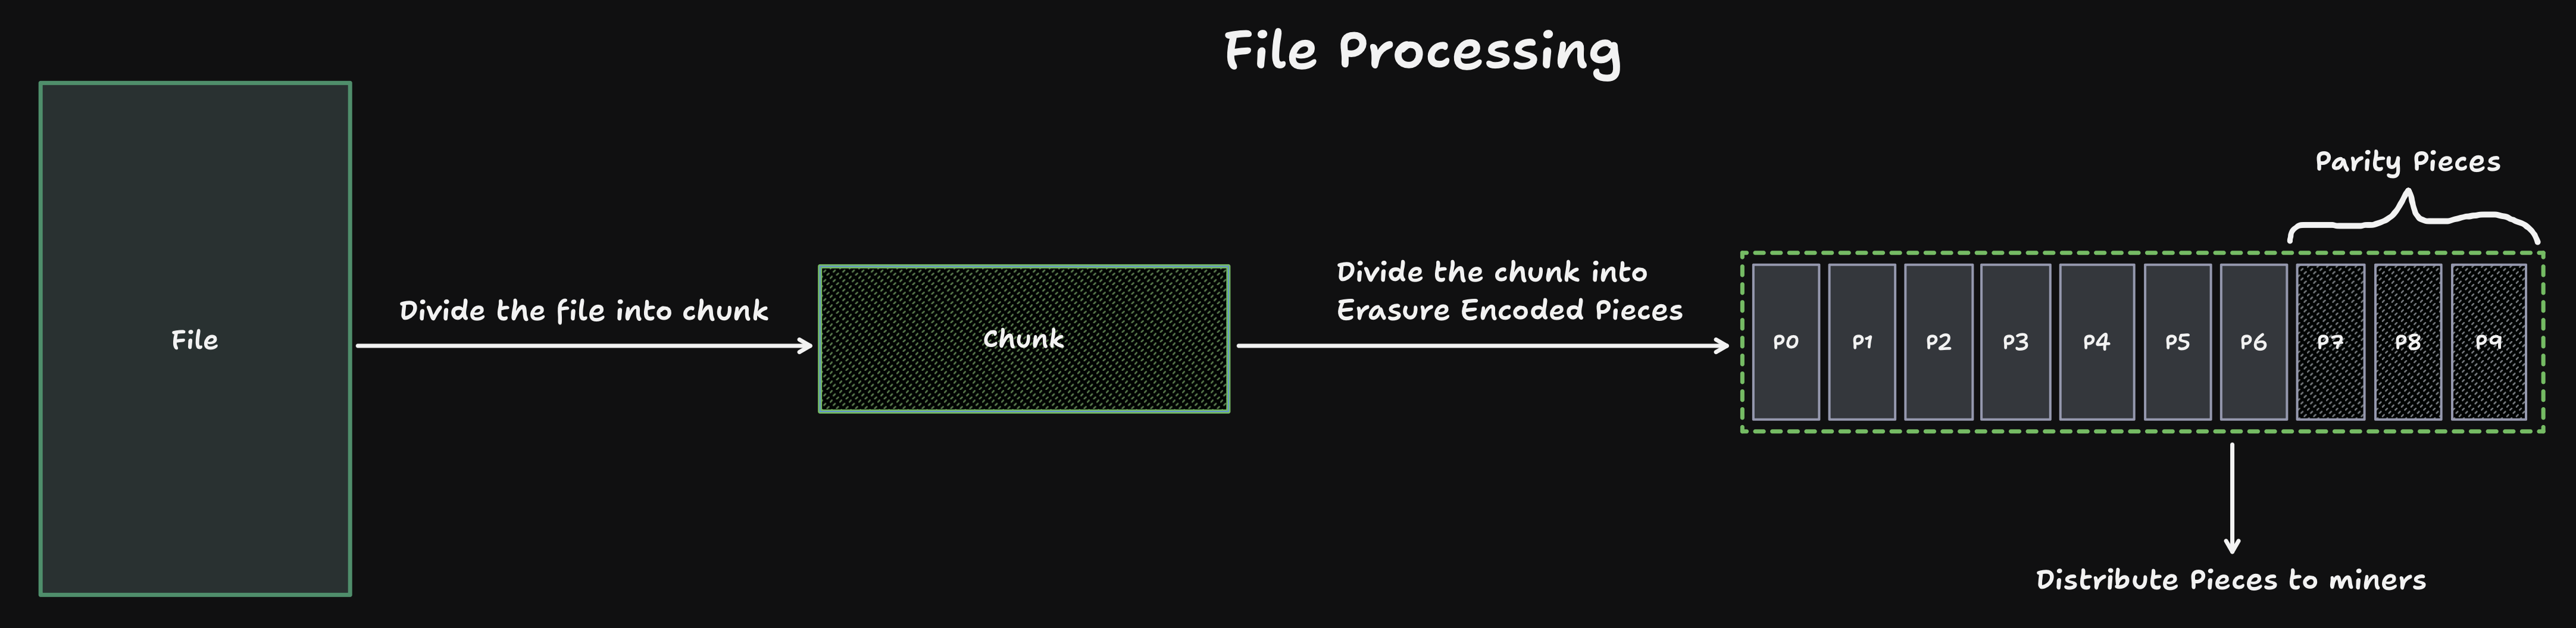 File Processing
Parity Pieces
File
Divide the file into chunk
Chunk
Divide the chunk into
Erasure Encoded Pieces
P0 P1 P2 P3 P4 P5 P6 P7 P8 P9
Distribute Pieces to miners